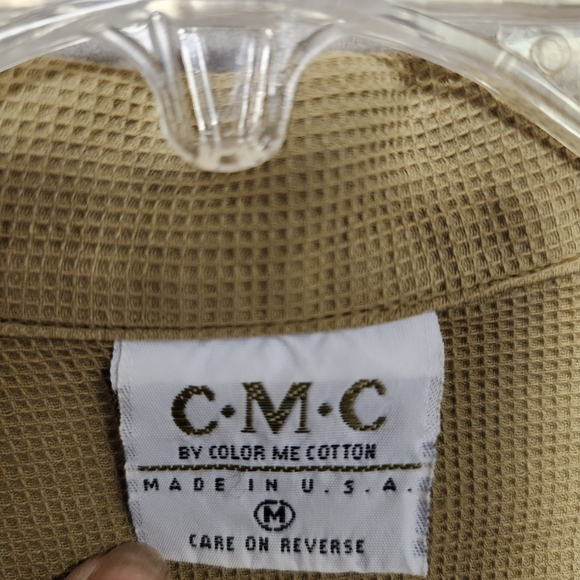 C·M·C
BY COLOR ME COTTON
MADE IN U.S.A.
M
CARE ON REVERSE